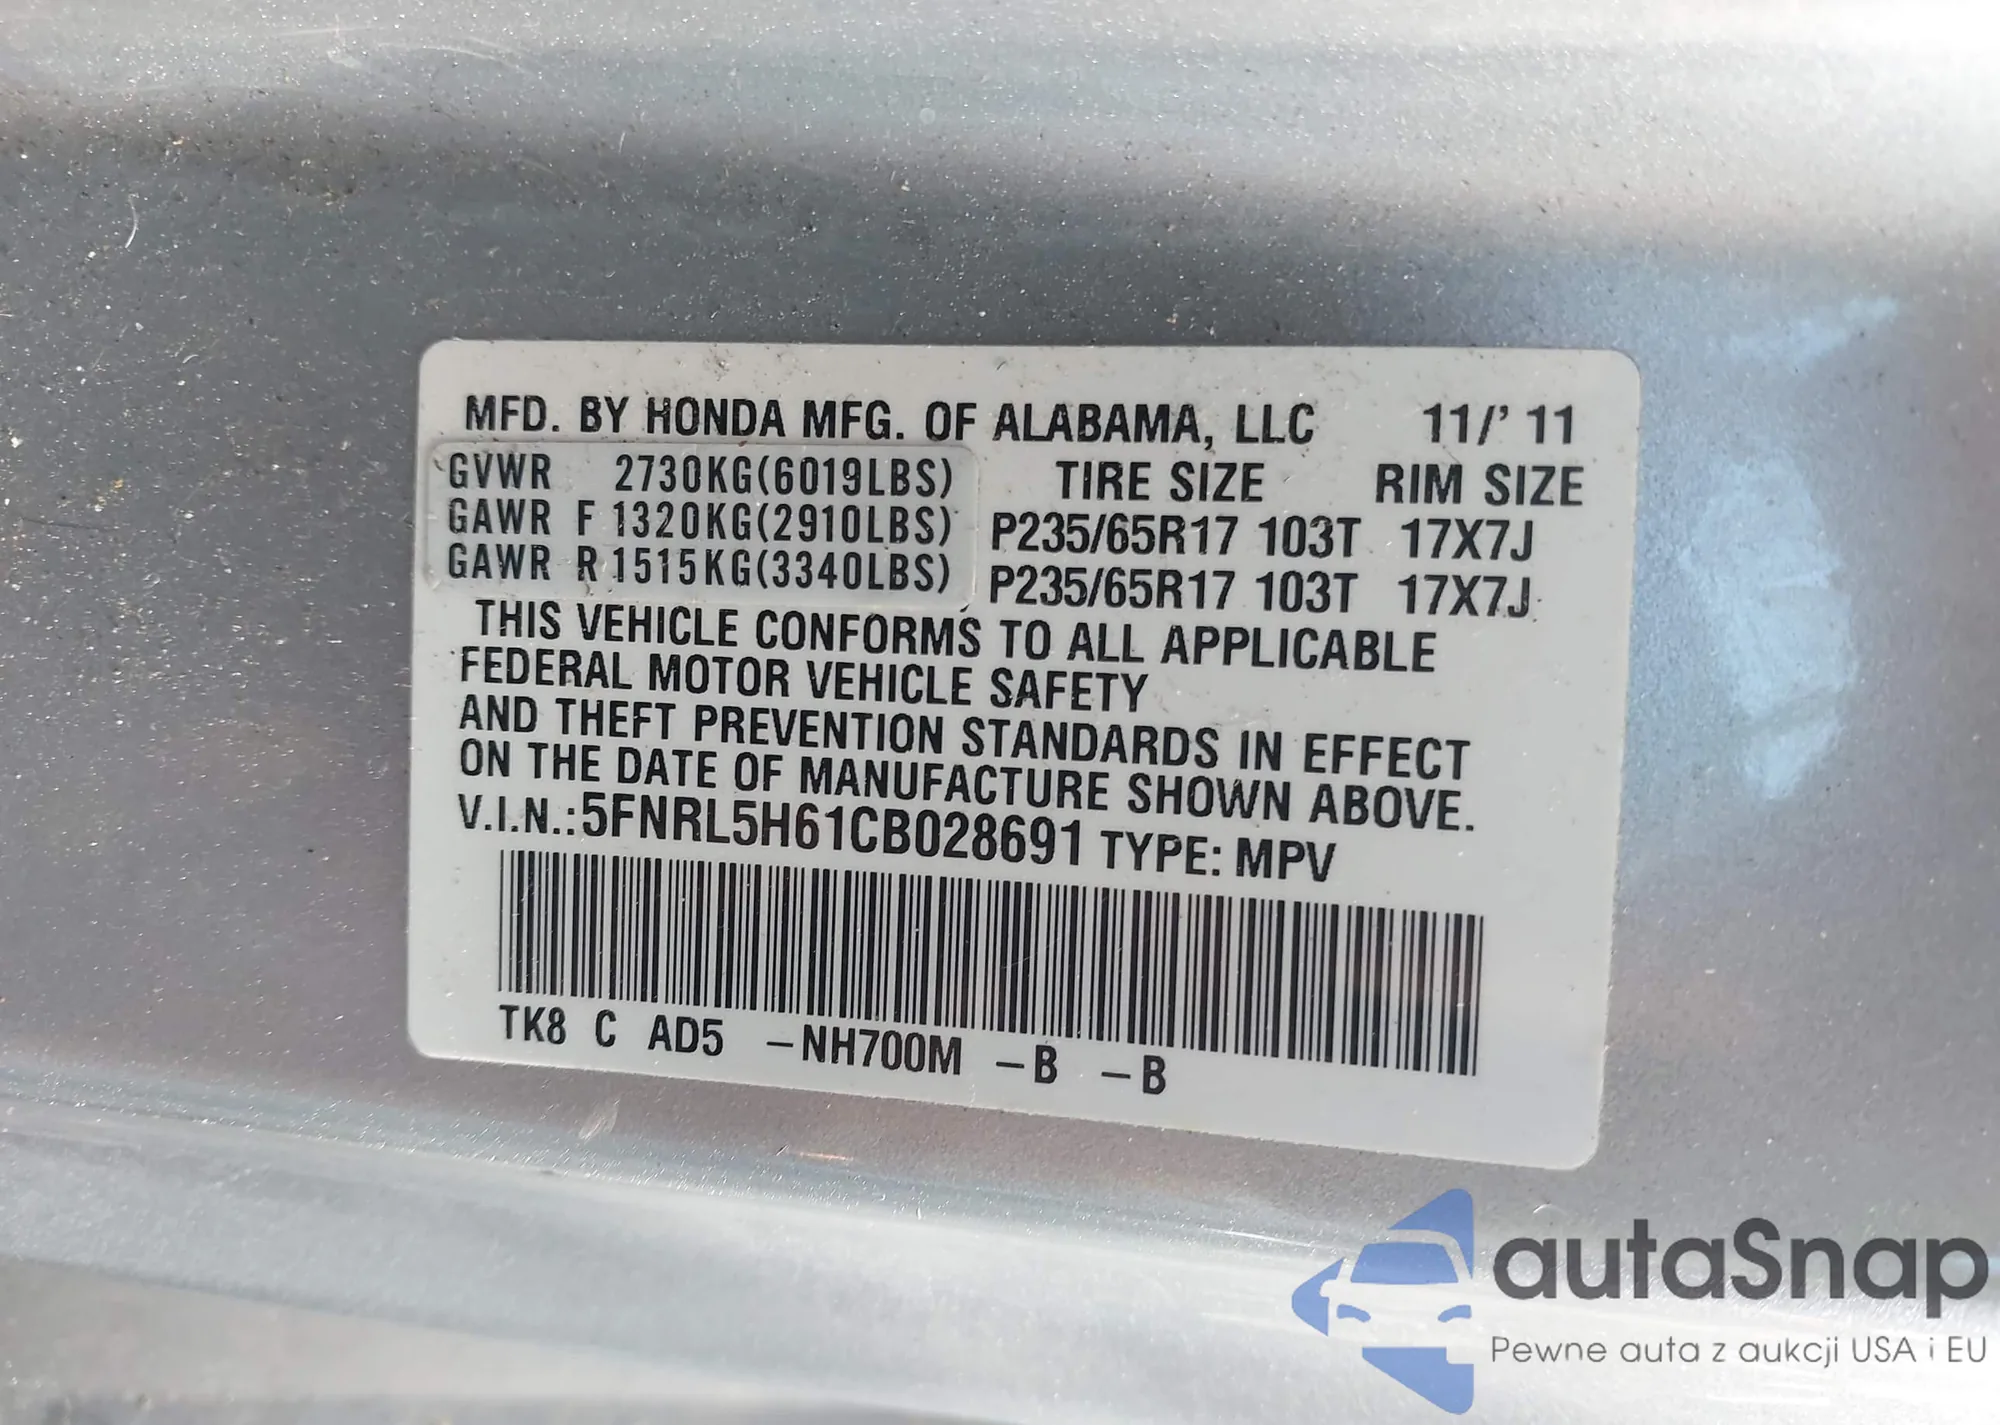 MFD. BY HONDA MFG. OF ALABAMA, LLC 11/' 11
GVWR 2730KG(6019LBS) TIRE SIZE RIM SIZE
GAWR F 1320KG(2910LBS) P235/65R17 103T 17X7J
GAWR R 1515KG(3340LBS) P235/65R17 103T 17X7J
THIS VEHICLE CONFORMS TO ALL APPLICABLE
FEDERAL MOTOR VEHICLE SAFETY
AND THEFT PREVENTION STANDARDS IN EFFECT
ON THE DATE OF MANUFACTURE SHOWN ABOVE.
V.I.N.:5FNRL5H61CB028691 TYPE: MPV
TK8 C AD5 –NH700M –B –B
autaSnap
Pewne auta z aukcji USA i EU